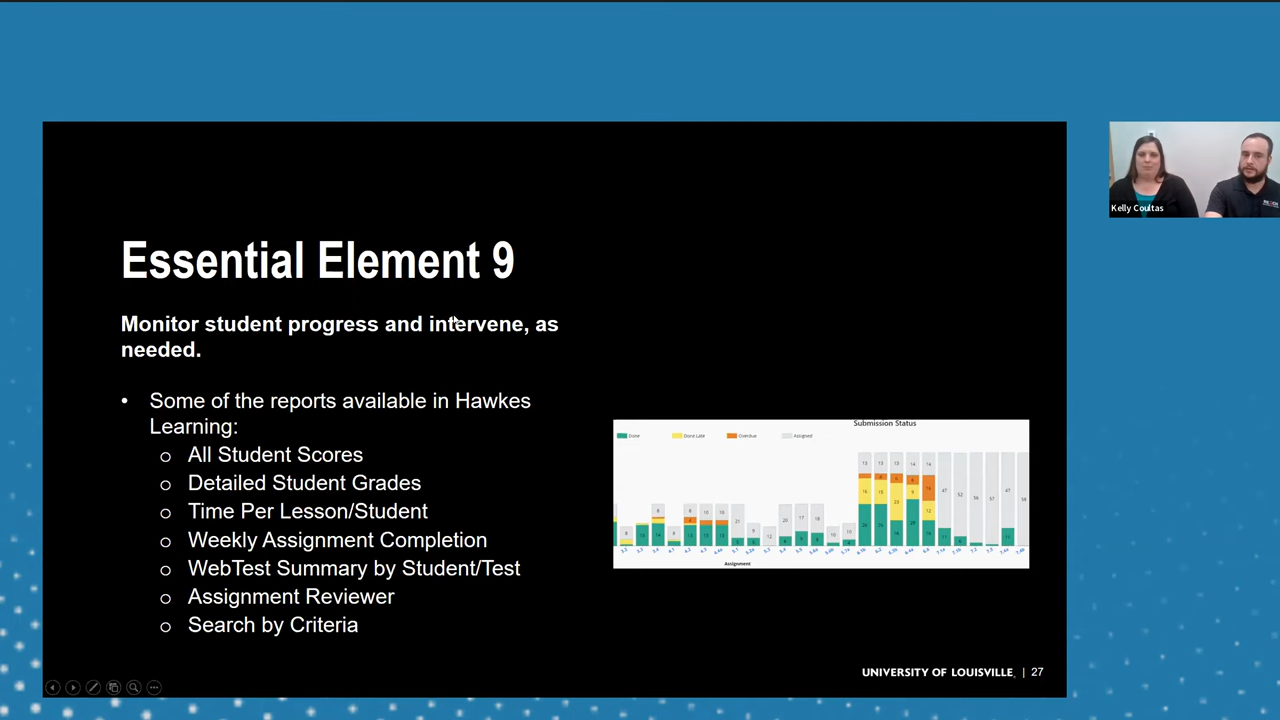 Essential Element 9
Monitor student progress and intervene, as
needed.
• Some of the reports available in Hawkes
Learning:
o All Student Scores
o Detailed Student Grades
o Time Per Lesson/Student
o Weekly Assignment Completion
o WebTest Summary by Student/Test
o Assignment Reviewer
o Search by Criteria
Submission Status
Done Done Late Overdue Assigned
Assignment
UNIVERSITY OF LOUISVILLE. | 27
Kelly Coultas